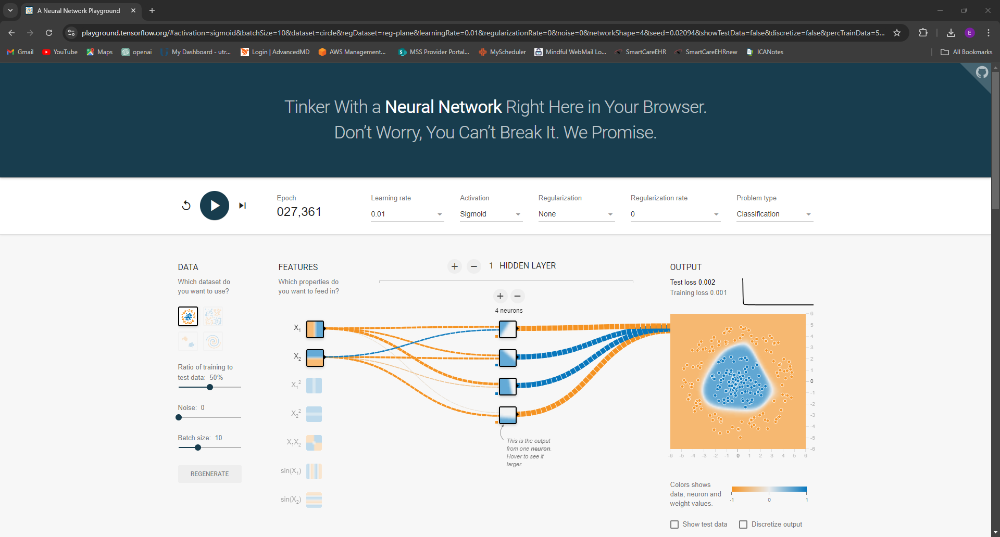 A Neural Network Playground
playground.tensorflow.org/#activation=sigmoid&batchSize=10&dataset=circle&regDataset=reg-plane&learningRate=0.01&regularizationRate=0&noise=0&networkShape=4&seed=0.02094&showTestData=false&discretize=false&percTrainData=5...
E
Gmail YouTube Maps openai My Dashboard - utr... Login | AdvancedMD AWS Management... MSS Provider Portal... MyScheduler Mindful WebMail Lo... SmartCareEHR SmartCareEHRnew ICANotes All Bookmarks
Tinker With a Neural Network Right Here in Your Browser.
Don't Worry, You Can't Break It. We Promise.
Epoch
027,361
Learning rate
0.01
Activation
Sigmoid
Regularization
None
Regularization rate
0
Problem type
Classification
DATA
Which dataset do
you want to use?
Ratio of training to
test data: 50%
Noise: 0
Batch size: 10
REGENERATE
FEATURES
Which properties do
you want to feed in?
X₁
X₂
X₁²
X₂²
X₁X₂
sin(X₁)
sin(X₂)
+ − 1 HIDDEN LAYER
+ −
4 neurons
This is the output
from one neuron.
Hover to see it
larger.
OUTPUT
Test loss 0.002
Training loss 0.001
6
5
4
3
2
1
0
-1
-2
-3
-4
-5
-6
-6 -5 -4 -3 -2 -1 0 1 2 3 4 5 6
Colors shows
data, neuron and
weight values.
-1 0 1
Show test data
Discretize output